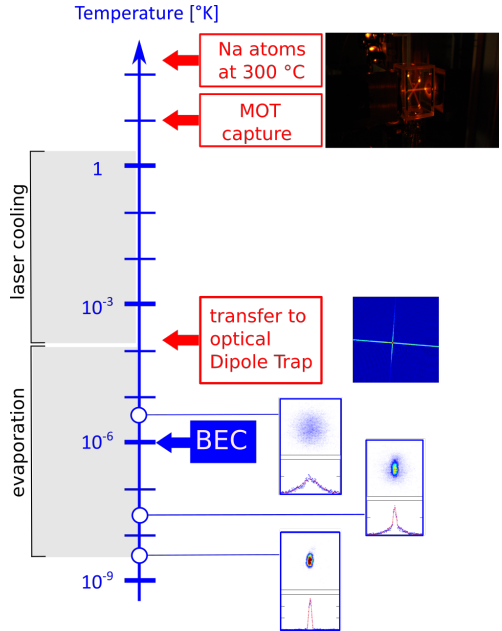 Temperature [°K]
Na atoms
at 300 °C
MOT
capture
1
laser cooling
10-3
transfer to
optical
Dipole Trap
evaporation
BEC
10-6
10-9